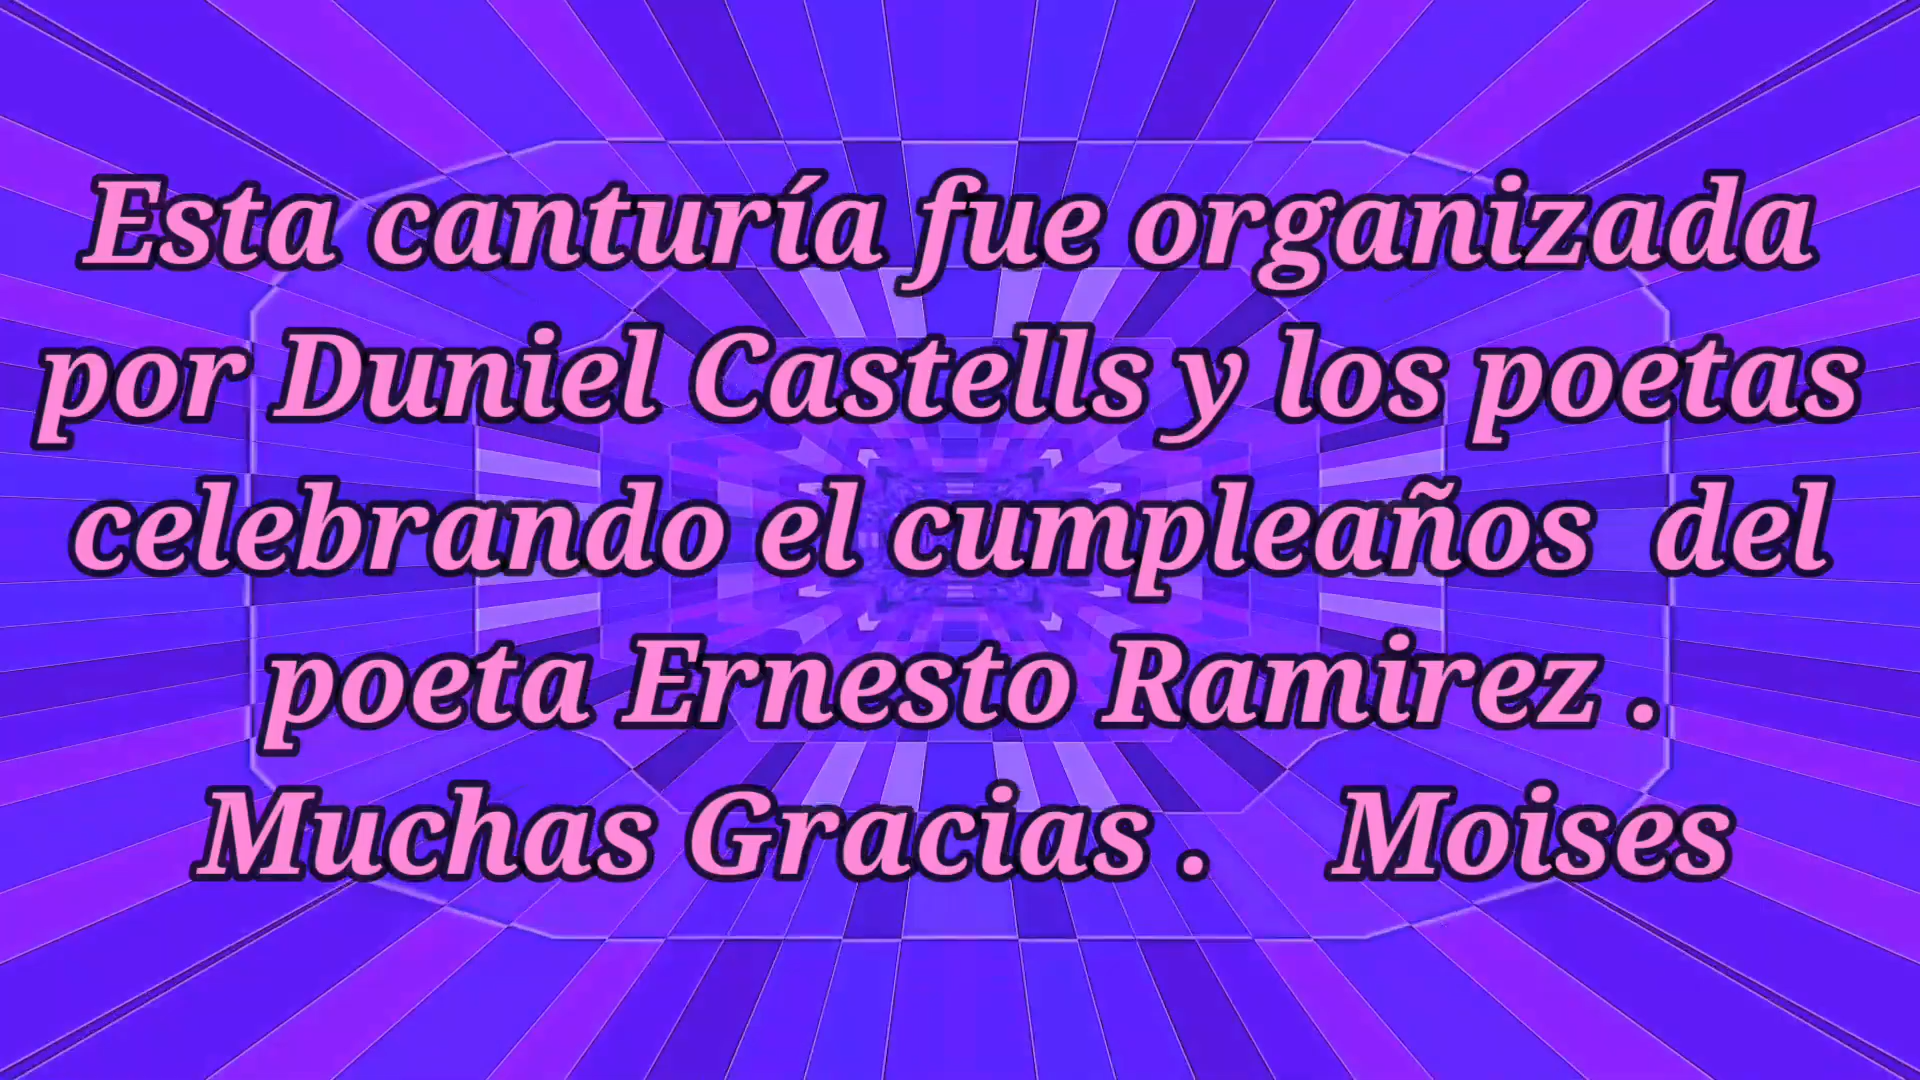 Esta canturía fue organizada
por Duniel Castells y los poetas
celebrando el cumpleaños  del
poeta Ernesto Ramirez .
Muchas Gracias .    Moises